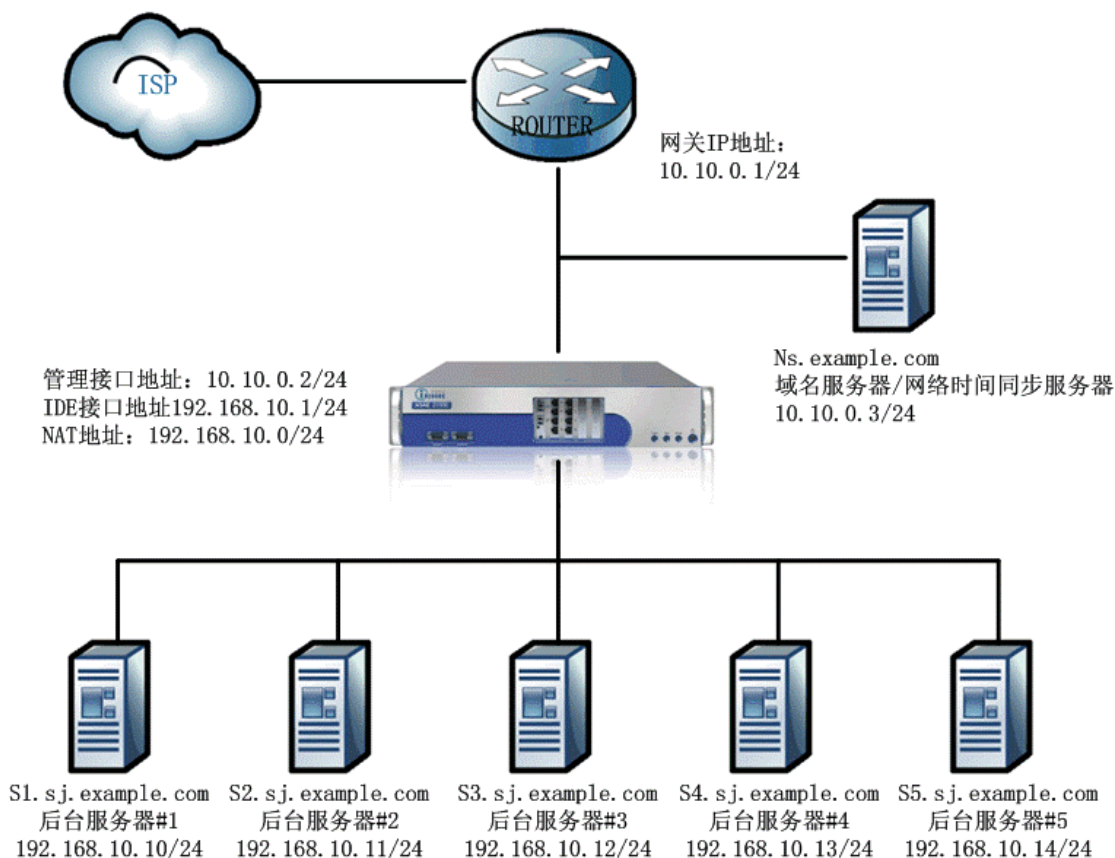 ISP
ROUTER
网关IP地址:
10.10.0.1/24
Ns.example.com
域名服务器/网络时间同步服务器
10.10.0.3/24
管理接口地址: 10.10.0.2/24
IDE接口地址192.168.10.1/24
NAT地址: 192.168.10.0/24
S1.sj.example.com
后台服务器#1
192.168.10.10/24
S2.sj.example.com
后台服务器#2
192.168.10.11/24
S3.sj.example.com
后台服务器#3
192.168.10.12/24
S4.sj.example.com
后台服务器#4
192.168.10.13/24
S5.sj.example.com
后台服务器#5
192.168.10.14/24